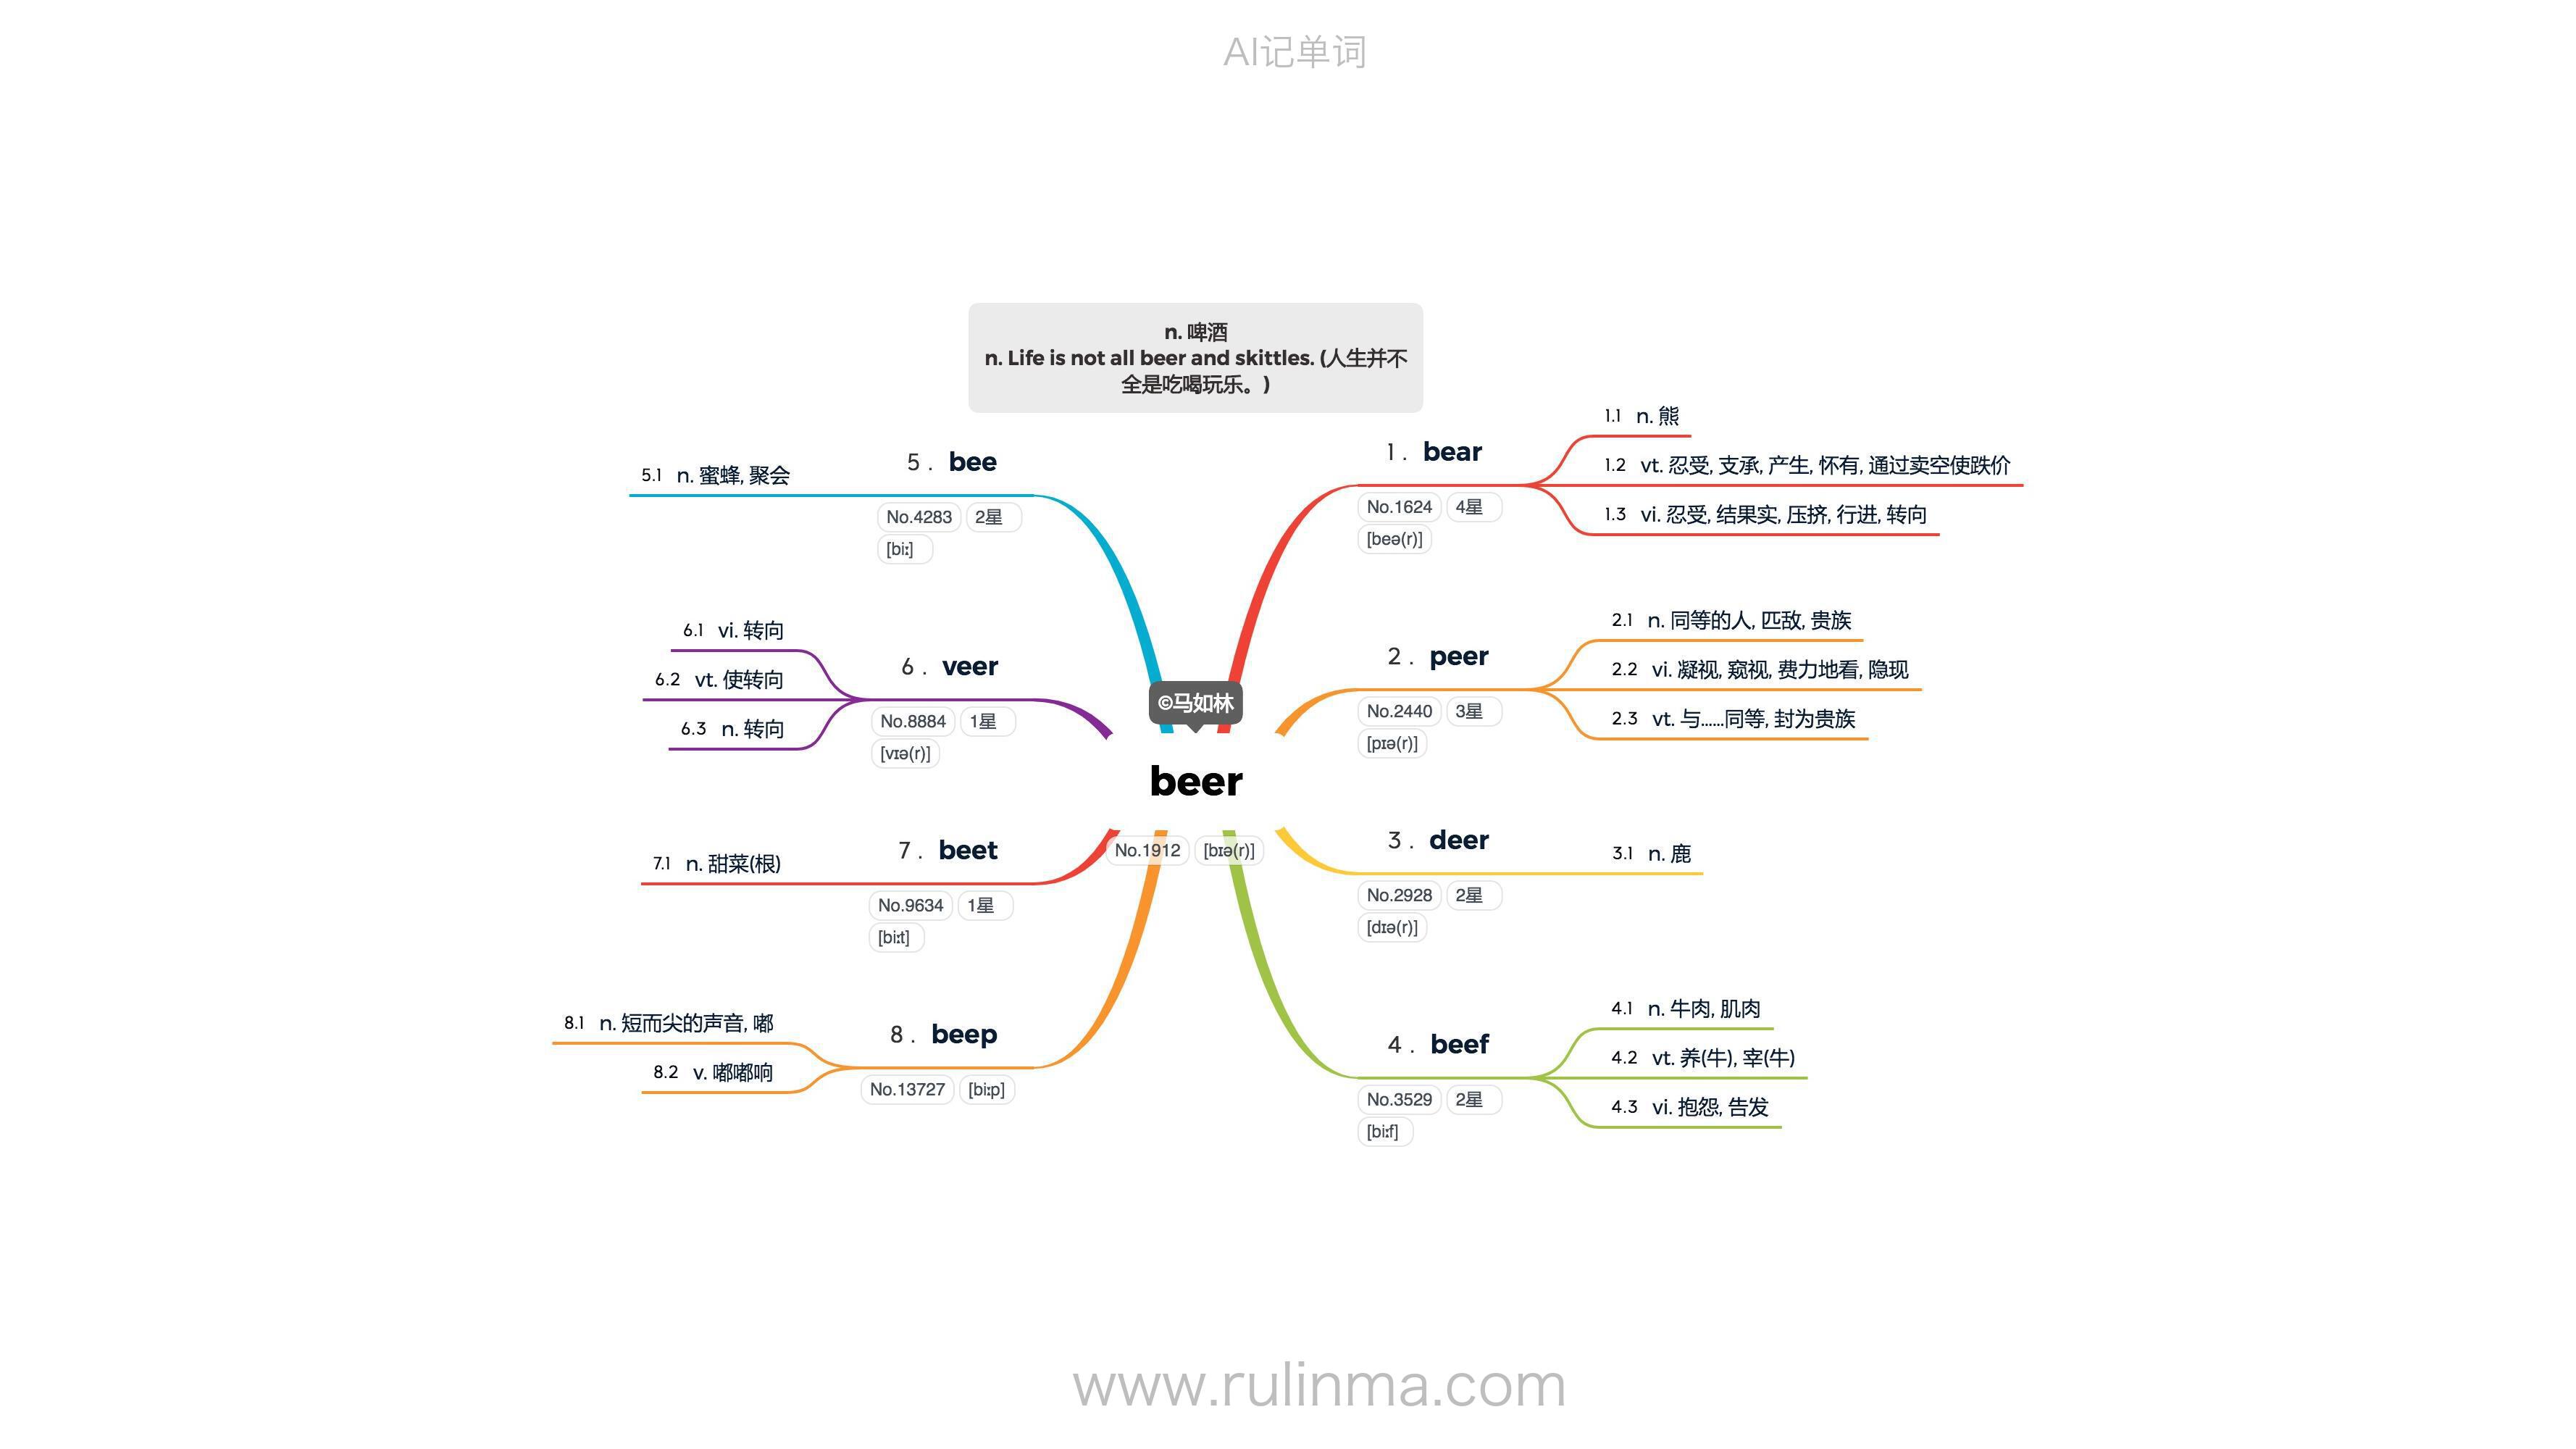 AI记单词
n. 啤酒
n. Life is not all beer and skittles. (人生并不
全是吃喝玩乐。)
©马如林
beer
No.1912 [bɪə(r)]
1. bear
No.1624 4星
[beə(r)]
1.1 n. 熊
1.2 vt. 忍受, 支承, 产生, 怀有, 通过卖空使跌价
1.3 vi. 忍受, 结果实, 压挤, 行进, 转向
2. peer
No.2440 3星
[pɪə(r)]
2.1 n. 同等的人, 匹敌, 贵族
2.2 vi. 凝视, 窥视, 费力地看, 隐现
2.3 vt. 与......同等, 封为贵族
3. deer
No.2928 2星
[dɪə(r)]
3.1 n. 鹿
4. beef
No.3529 2星
[biːf]
4.1 n. 牛肉, 肌肉
4.2 vt. 养(牛), 宰(牛)
4.3 vi. 抱怨, 告发
5. bee
No.4283 2星
[biː]
5.1 n. 蜜蜂, 聚会
6. veer
No.8884 1星
[vɪə(r)]
6.1 vi. 转向
6.2 vt. 使转向
6.3 n. 转向
7. beet
No.9634 1星
[biːt]
7.1 n. 甜菜(根)
8. beep
No.13727 [biːp]
8.1 n. 短而尖的声音, 嘟
8.2 v. 嘟嘟响
www.rulinma.com